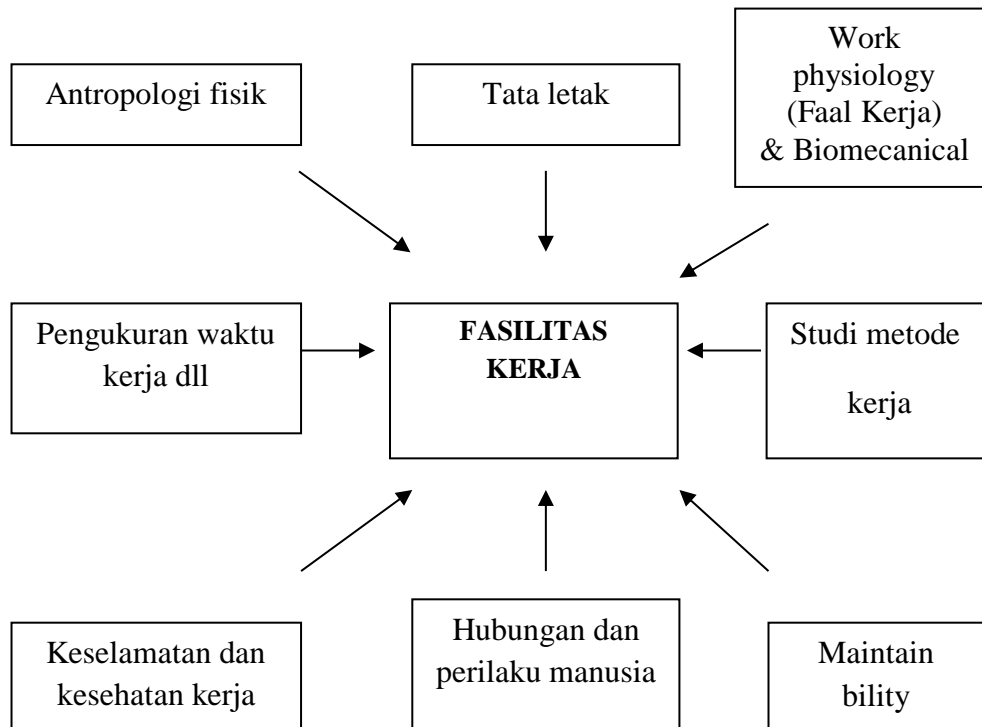 Antropologi fisik
Tata letak
Work
physiology
(Faal Kerja)
& Biomecanical
Pengukuran waktu
kerja dll
FASILITAS
KERJA
Studi metode
kerja
Keselamatan dan
kesehatan kerja
Hubungan dan
perilaku manusia
Maintain
bility